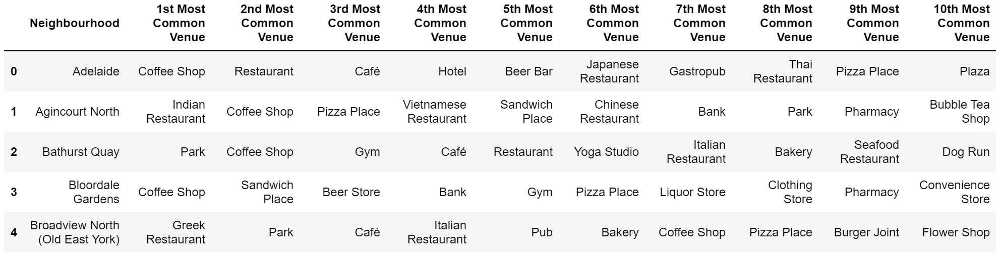 Neighbourhood 1st Most Common Venue 2nd Most Common Venue 3rd Most Common Venue 4th Most Common Venue 5th Most Common Venue 6th Most Common Venue 7th Most Common Venue 8th Most Common Venue 9th Most Common Venue 10th Most Common Venue
0 Adelaide Coffee Shop Restaurant Café Hotel Beer Bar Japanese Restaurant Gastropub Thai Restaurant Pizza Place Plaza
1 Agincourt North Indian Restaurant Coffee Shop Pizza Place Vietnamese Restaurant Sandwich Place Chinese Restaurant Bank Park Pharmacy Bubble Tea Shop
2 Bathurst Quay Park Coffee Shop Gym Café Restaurant Yoga Studio Italian Restaurant Bakery Seafood Restaurant Dog Run
3 Bloordale Gardens Coffee Shop Sandwich Place Beer Store Bank Gym Pizza Place Liquor Store Clothing Store Pharmacy Convenience Store
4 Broadview North (Old East York) Greek Restaurant Park Café Italian Restaurant Pub Bakery Coffee Shop Pizza Place Burger Joint Flower Shop